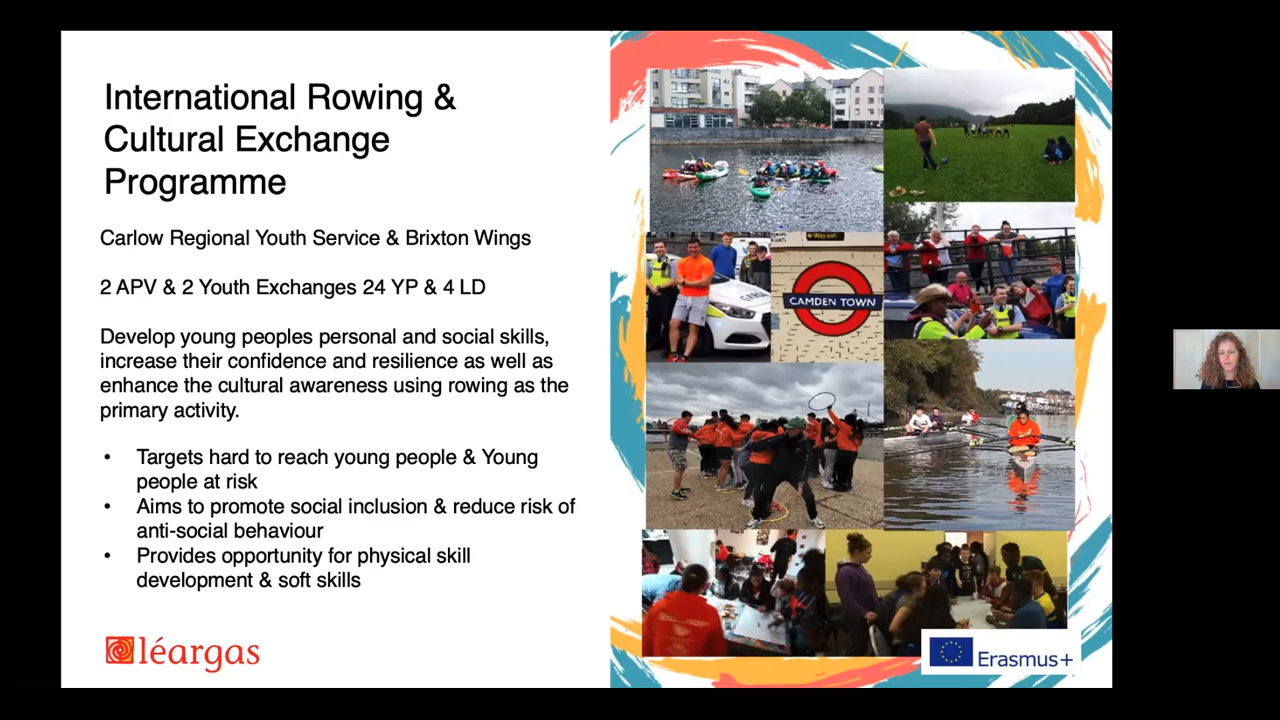 International Rowing &
Cultural Exchange
Programme
Carlow Regional Youth Service & Brixton Wings
2 APV & 2 Youth Exchanges 24 YP & 4 LD
Develop young peoples personal and social skills,
increase their confidence and resilience as well as
enhance the cultural awareness using rowing as the
primary activity.
• Targets hard to reach young people & Young
people at risk
• Aims to promote social inclusion & reduce risk of
anti-social behaviour
• Provides opportunity for physical skill
development & soft skills
léargas
Way out
CAMDEN TOWN
Erasmus+